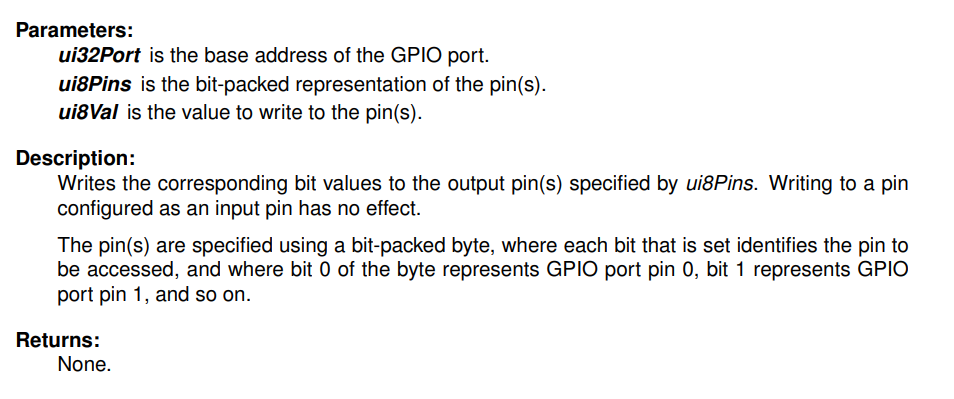 Parameters:
ui32Port is the base address of the GPIO port.
ui8Pins is the bit-packed representation of the pin(s).
ui8Val is the value to write to the pin(s).
Description:
Writes the corresponding bit values to the output pin(s) specified by ui8Pins. Writing to a pin
configured as an input pin has no effect.
The pin(s) are specified using a bit-packed byte, where each bit that is set identifies the pin to
be accessed, and where bit 0 of the byte represents GPIO port pin 0, bit 1 represents GPIO
port pin 1, and so on.
Returns:
None.